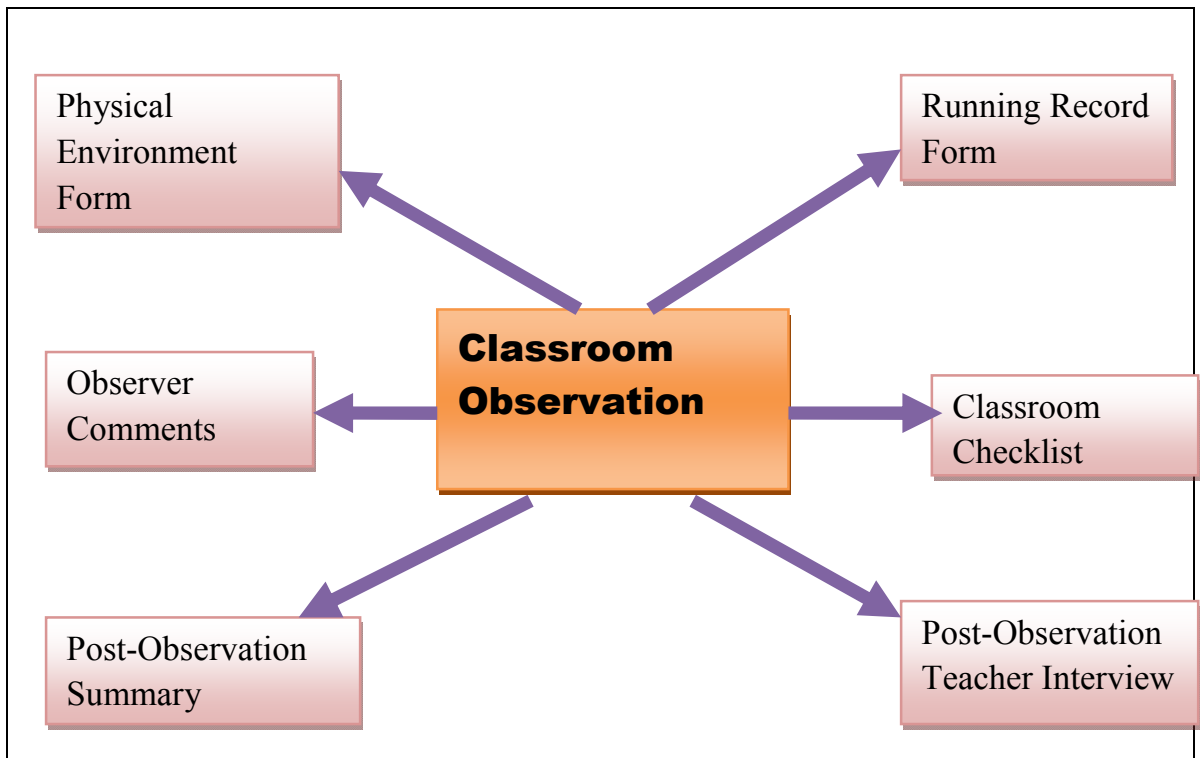 Physical
Environment
Form
Running Record
Form
Classroom
Observation
Observer
Comments
Classroom
Checklist
Post-Observation
Summary
Post-Observation
Teacher Interview